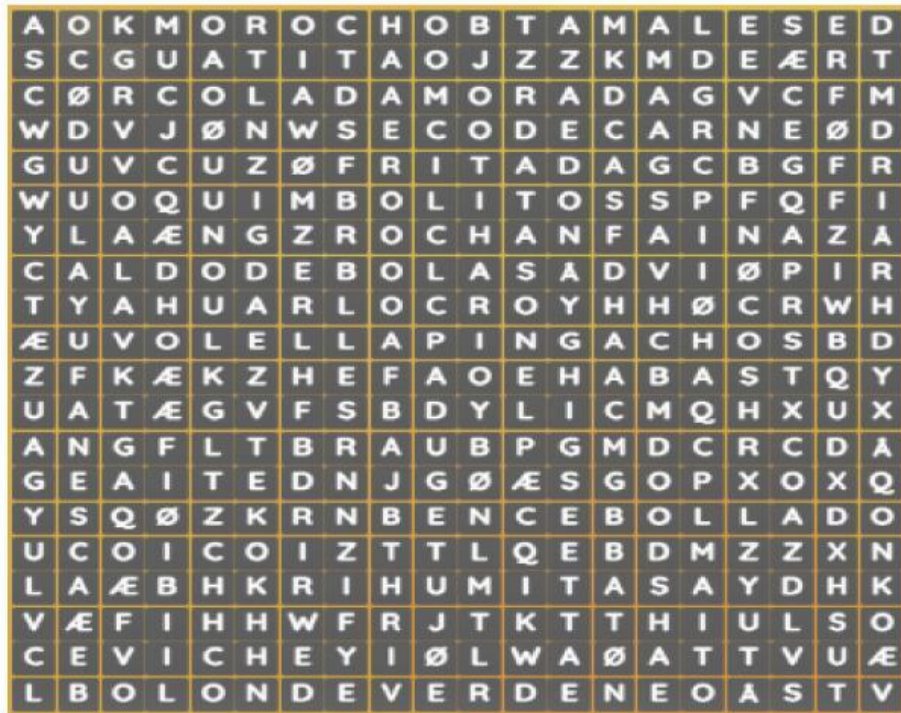 A O K M O R O C H O B T A M A L E S E D
S C G U A T I T A O J Z Z K M D E Æ R T
C Ø R C O L A D A M O R A D A G V C F M
W D V J Ø N W S E C O D E C A R N E Ø D
G U V C U Z Ø F R I T A D A G C B G F R
W U O Q U I M B O L I T O S S P F Q F I
Y L A Æ N G Z R O C H A N F A I N A Z Å
C A L D O D E B O L A S Å D V I Ø P I R
T Y A H U A R L O C R O Y H H Ø C R W H
Æ U V O L E L L A P I N G A C H O S B D
Z F K Æ K Z H E F A O E H A B A S T Q Y
U A T Æ G V F S B D Y L I C M Q H X U X
A N G F L T B R A U B P G M D C R C D Å
G E A I T E D N J G Ø Æ S G O P X O X Q
Y S Q Ø Z K R N B E N C E B O L L A D O
U C O I C O I Z T T L Q E B D M Z Z X N
L A Æ B H K R I H U M I T A S A Y D H K
V Æ F I H H W F R J T K T T H I U L S O
C E V I C H E Y I Ø L W A Ø A T T V U Æ
L B O L O N D E V E R D E N E O Å S T V